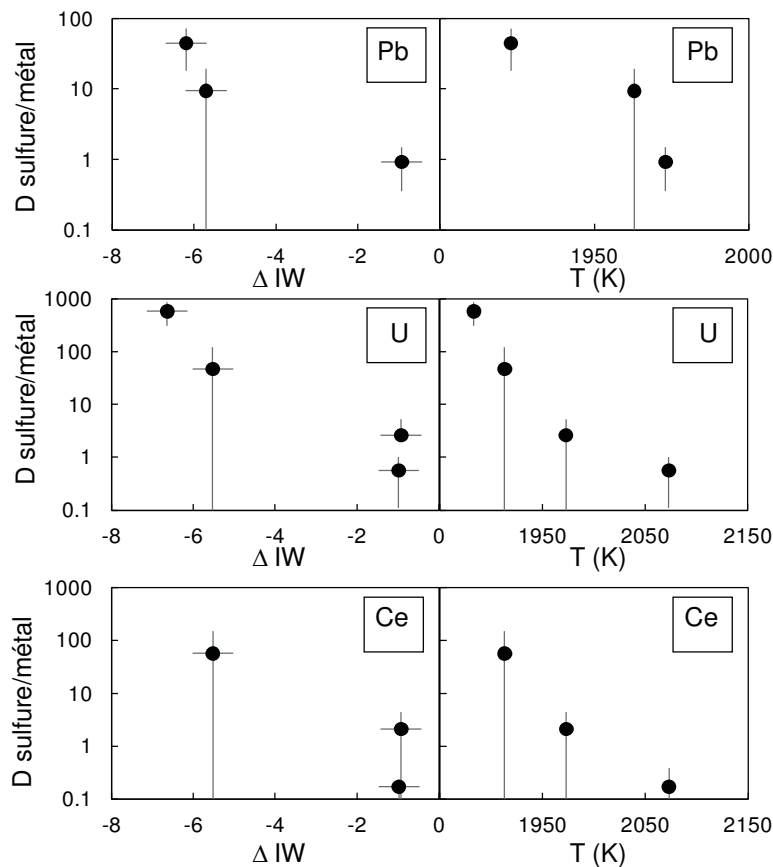 100
10
1
0.1
D sulfure/métal
Pb
Pb
-8 -6 -4 -2 0 1950 2000
Δ IW T (K)
1000
100
10
1
0.1
D sulfure/métal
U
U
-8 -6 -4 -2 0 1950 2050 2150
Δ IW T (K)
1000
100
10
1
0.1
D sulfure/métal
Ce
Ce
-8 -6 -4 -2 0 1950 2050 2150
Δ IW T (K)